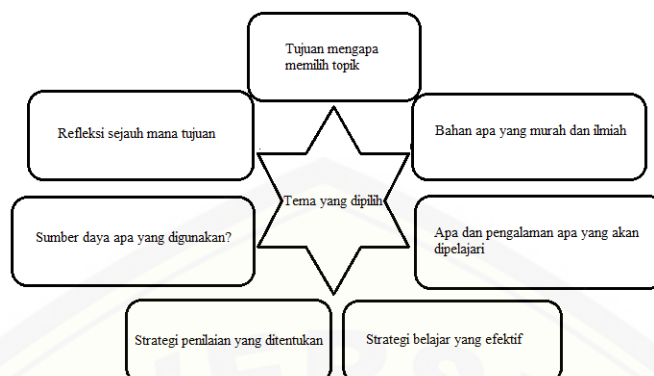 Tujuan mengapa
memilih topik
Refleksi sejauh mana tujuan
Bahan apa yang murah dan ilmiah
Tema yang dipilih
Sumber daya apa yang digunakan?
Apa dan pengalaman apa yang akan
dipelajari
Strategi penilaian yang ditentukan
Strategi belajar yang efektif